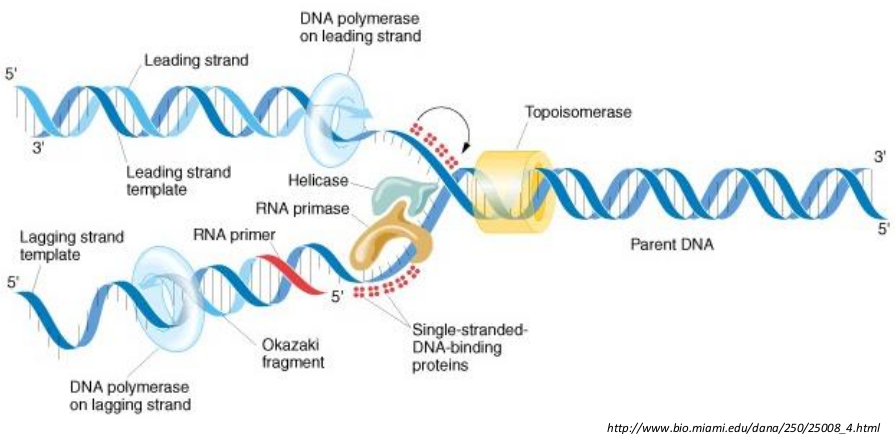 DNA polymerase
on leading strand
Leading strand
5'
3'
Leading strand
template
Topoisomerase
Helicase
RNA primase
3'
5'
Parent DNA
Lagging strand
template
RNA primer
5'
5'
Okazaki
fragment
Single-stranded-
DNA-binding
proteins
DNA polymerase
on lagging strand
http://www.bio.miami.edu/dana/250/25008_4.html